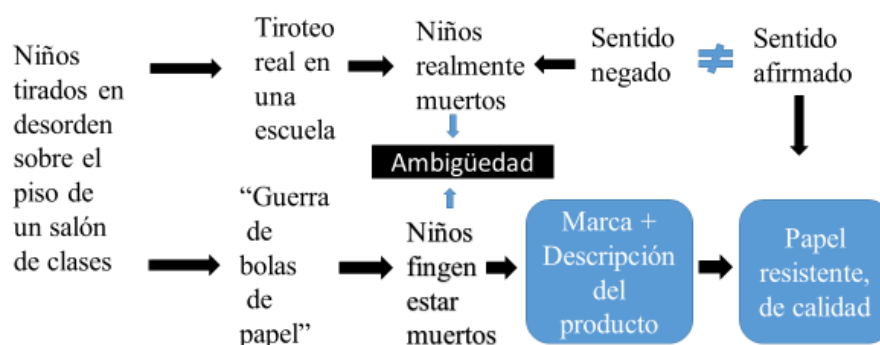 Niños
tirados en
desorden
sobre el
piso de
un salón
de clases
Tiroteo
real en
una
escuela
Niños
realmente
muertos
Sentido
negado
≠
Sentido
afirmado
Ambigüedad
“Guerra
de
bolas
de
papel”
Niños
fingen
estar
muertos
Marca +
Descripción
del
producto
Papel
resistente,
de calidad